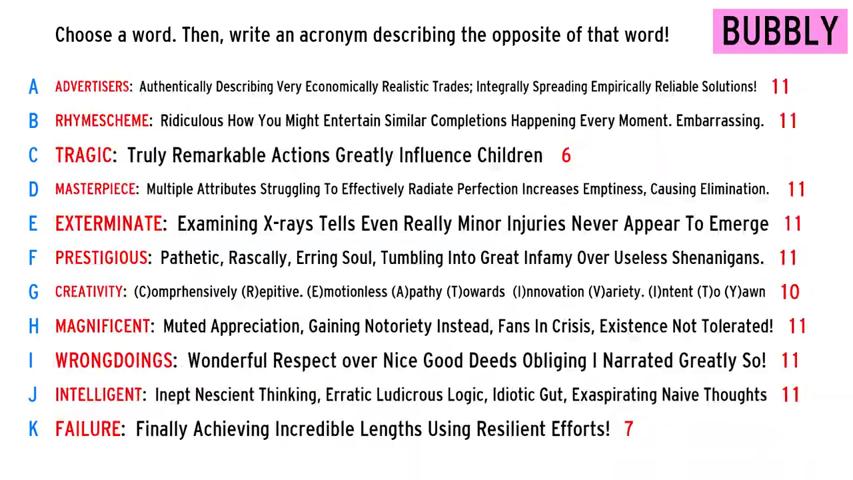 Choose a word. Then, write an acronym describing the opposite of that word!
BUBBLY
A ADVERTISERS: Authentically Describing Very Economically Realistic Trades; Integrally Spreading Empirically Reliable Solutions! 11
B RHYMESCHEME: Ridiculous How You Might Entertain Similar Completions Happening Every Moment. Embarrassing. 11
C TRAGIC: Truly Remarkable Actions Greatly Influence Children 6
D MASTERPIECE: Multiple Attributes Struggling To Effectively Radiate Perfection Increases Emptiness, Causing Elimination. 11
E EXTERMINATE: Examining X-rays Tells Even Really Minor Injuries Never Appear To Emerge 11
F PRESTIGIOUS: Pathetic, Rascally, Erring Soul, Tumbling Into Great Infamy Over Useless Shenanigans. 11
G CREATIVITY: (C)omprhensively (R)epitive. (E)motionless (A)pathy (T)owards (I)nnovation (V)ariety. (I)ntent (T)o (Y)awn 10
H MAGNIFICENT: Muted Appreciation, Gaining Notoriety Instead, Fans In Crisis, Existence Not Tolerated! 11
I WRONGDOINGS: Wonderful Respect over Nice Good Deeds Obliging I Narrated Greatly So! 11
J INTELLIGENT: Inept Nescient Thinking, Erratic Ludicrous Logic, Idiotic Gut, Exaspirating Naive Thoughts 11
K FAILURE: Finally Achieving Incredible Lengths Using Resilient Efforts! 7